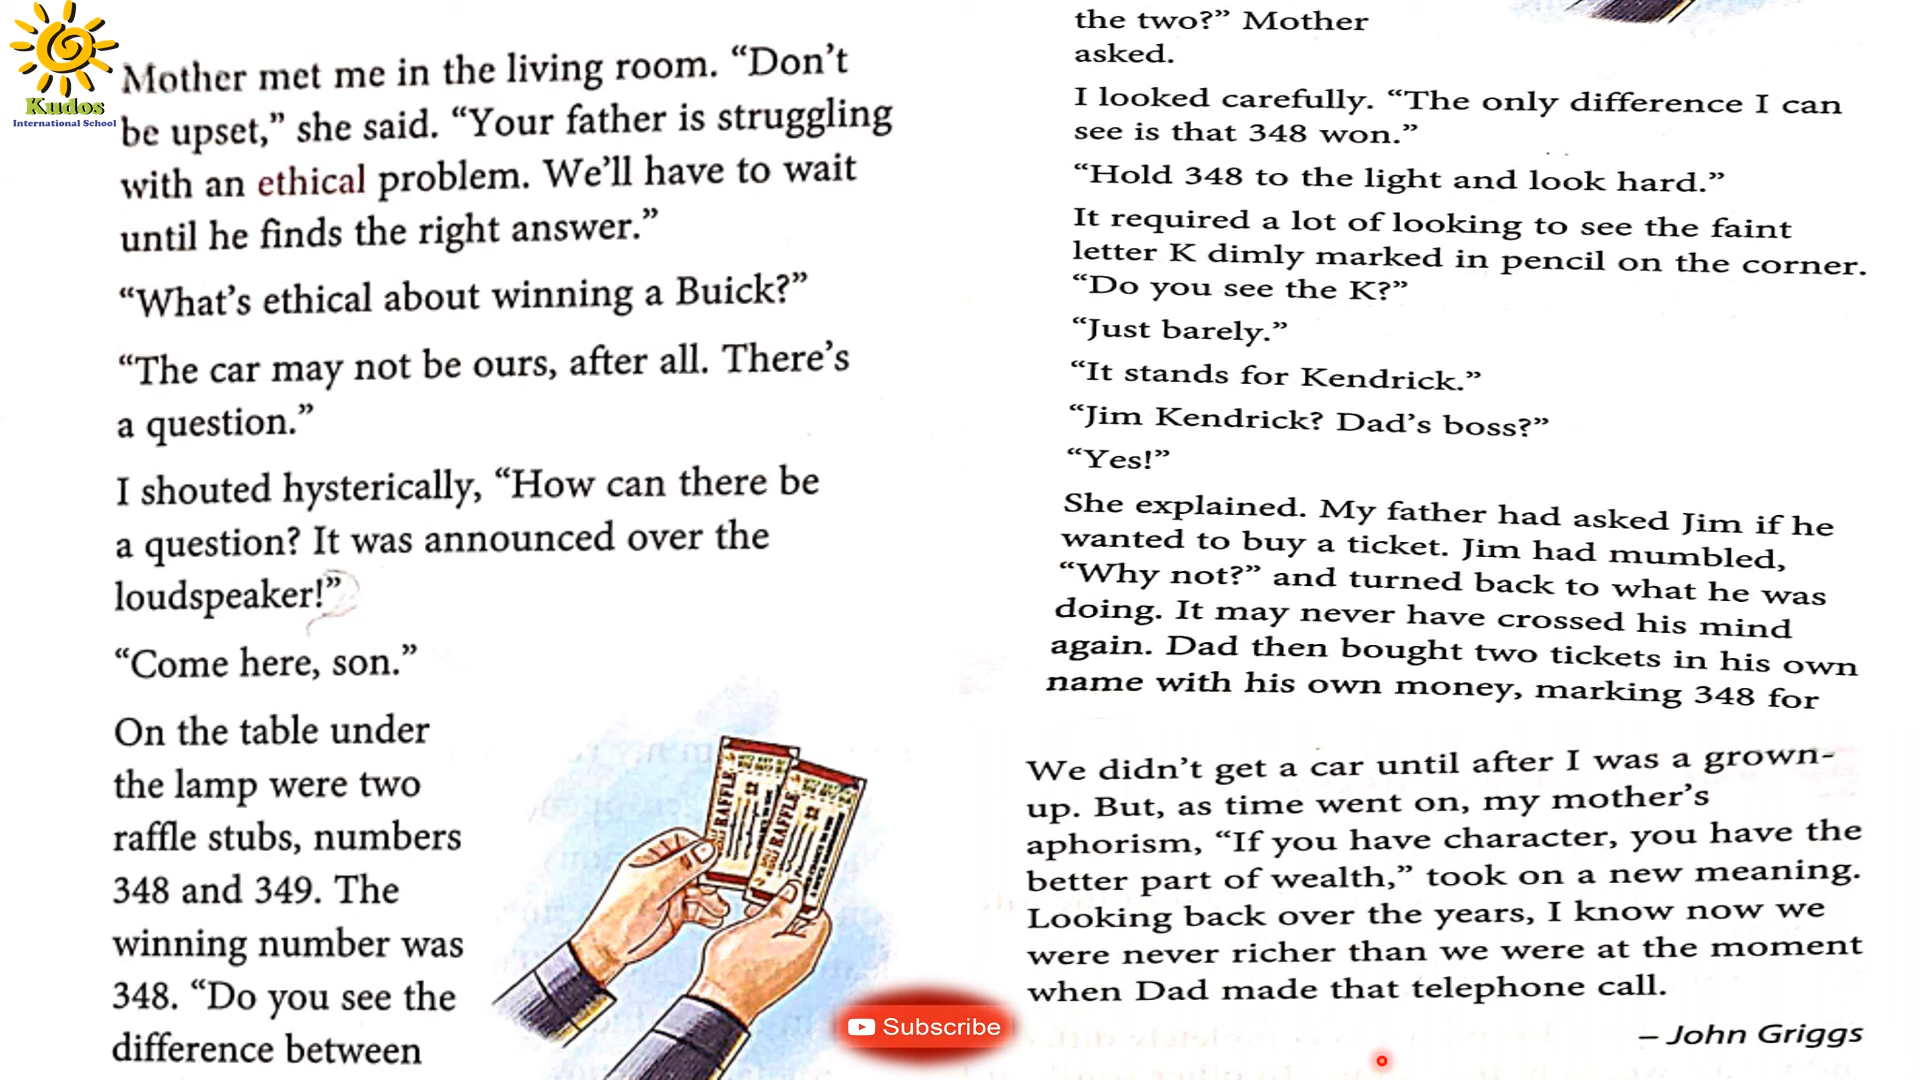 Kudos
International School
Mother met me in the living room. “Don’t
be upset,” she said. “Your father is struggling
with an ethical problem. We’ll have to wait
until he finds the right answer.”
“What’s ethical about winning a Buick?”
“The car may not be ours, after all. There’s
a question.”
I shouted hysterically, “How can there be
a question? It was announced over the
loudspeaker!”
“Come here, son.”
On the table under
the lamp were two
raffle stubs, numbers
348 and 349. The
winning number was
348. “Do you see the
difference between
RAFFLE
RAFFLE
the two?” Mother
asked.
I looked carefully. “The only difference I can
see is that 348 won.”
“Hold 348 to the light and look hard.”
It required a lot of looking to see the faint
letter K dimly marked in pencil on the corner.
“Do you see the K?”
“Just barely.”
“It stands for Kendrick.”
“Jim Kendrick? Dad’s boss?”
“Yes!”
She explained. My father had asked Jim if he
wanted to buy a ticket. Jim had mumbled,
“Why not?” and turned back to what he was
doing. It may never have crossed his mind
again. Dad then bought two tickets in his own
name with his own money, marking 348 for
We didn’t get a car until after I was a grown-
up. But, as time went on, my mother’s
aphorism, “If you have character, you have the
better part of wealth,” took on a new meaning.
Looking back over the years, I know now we
were never richer than we were at the moment
when Dad made that telephone call.
– John Griggs
Subscribe